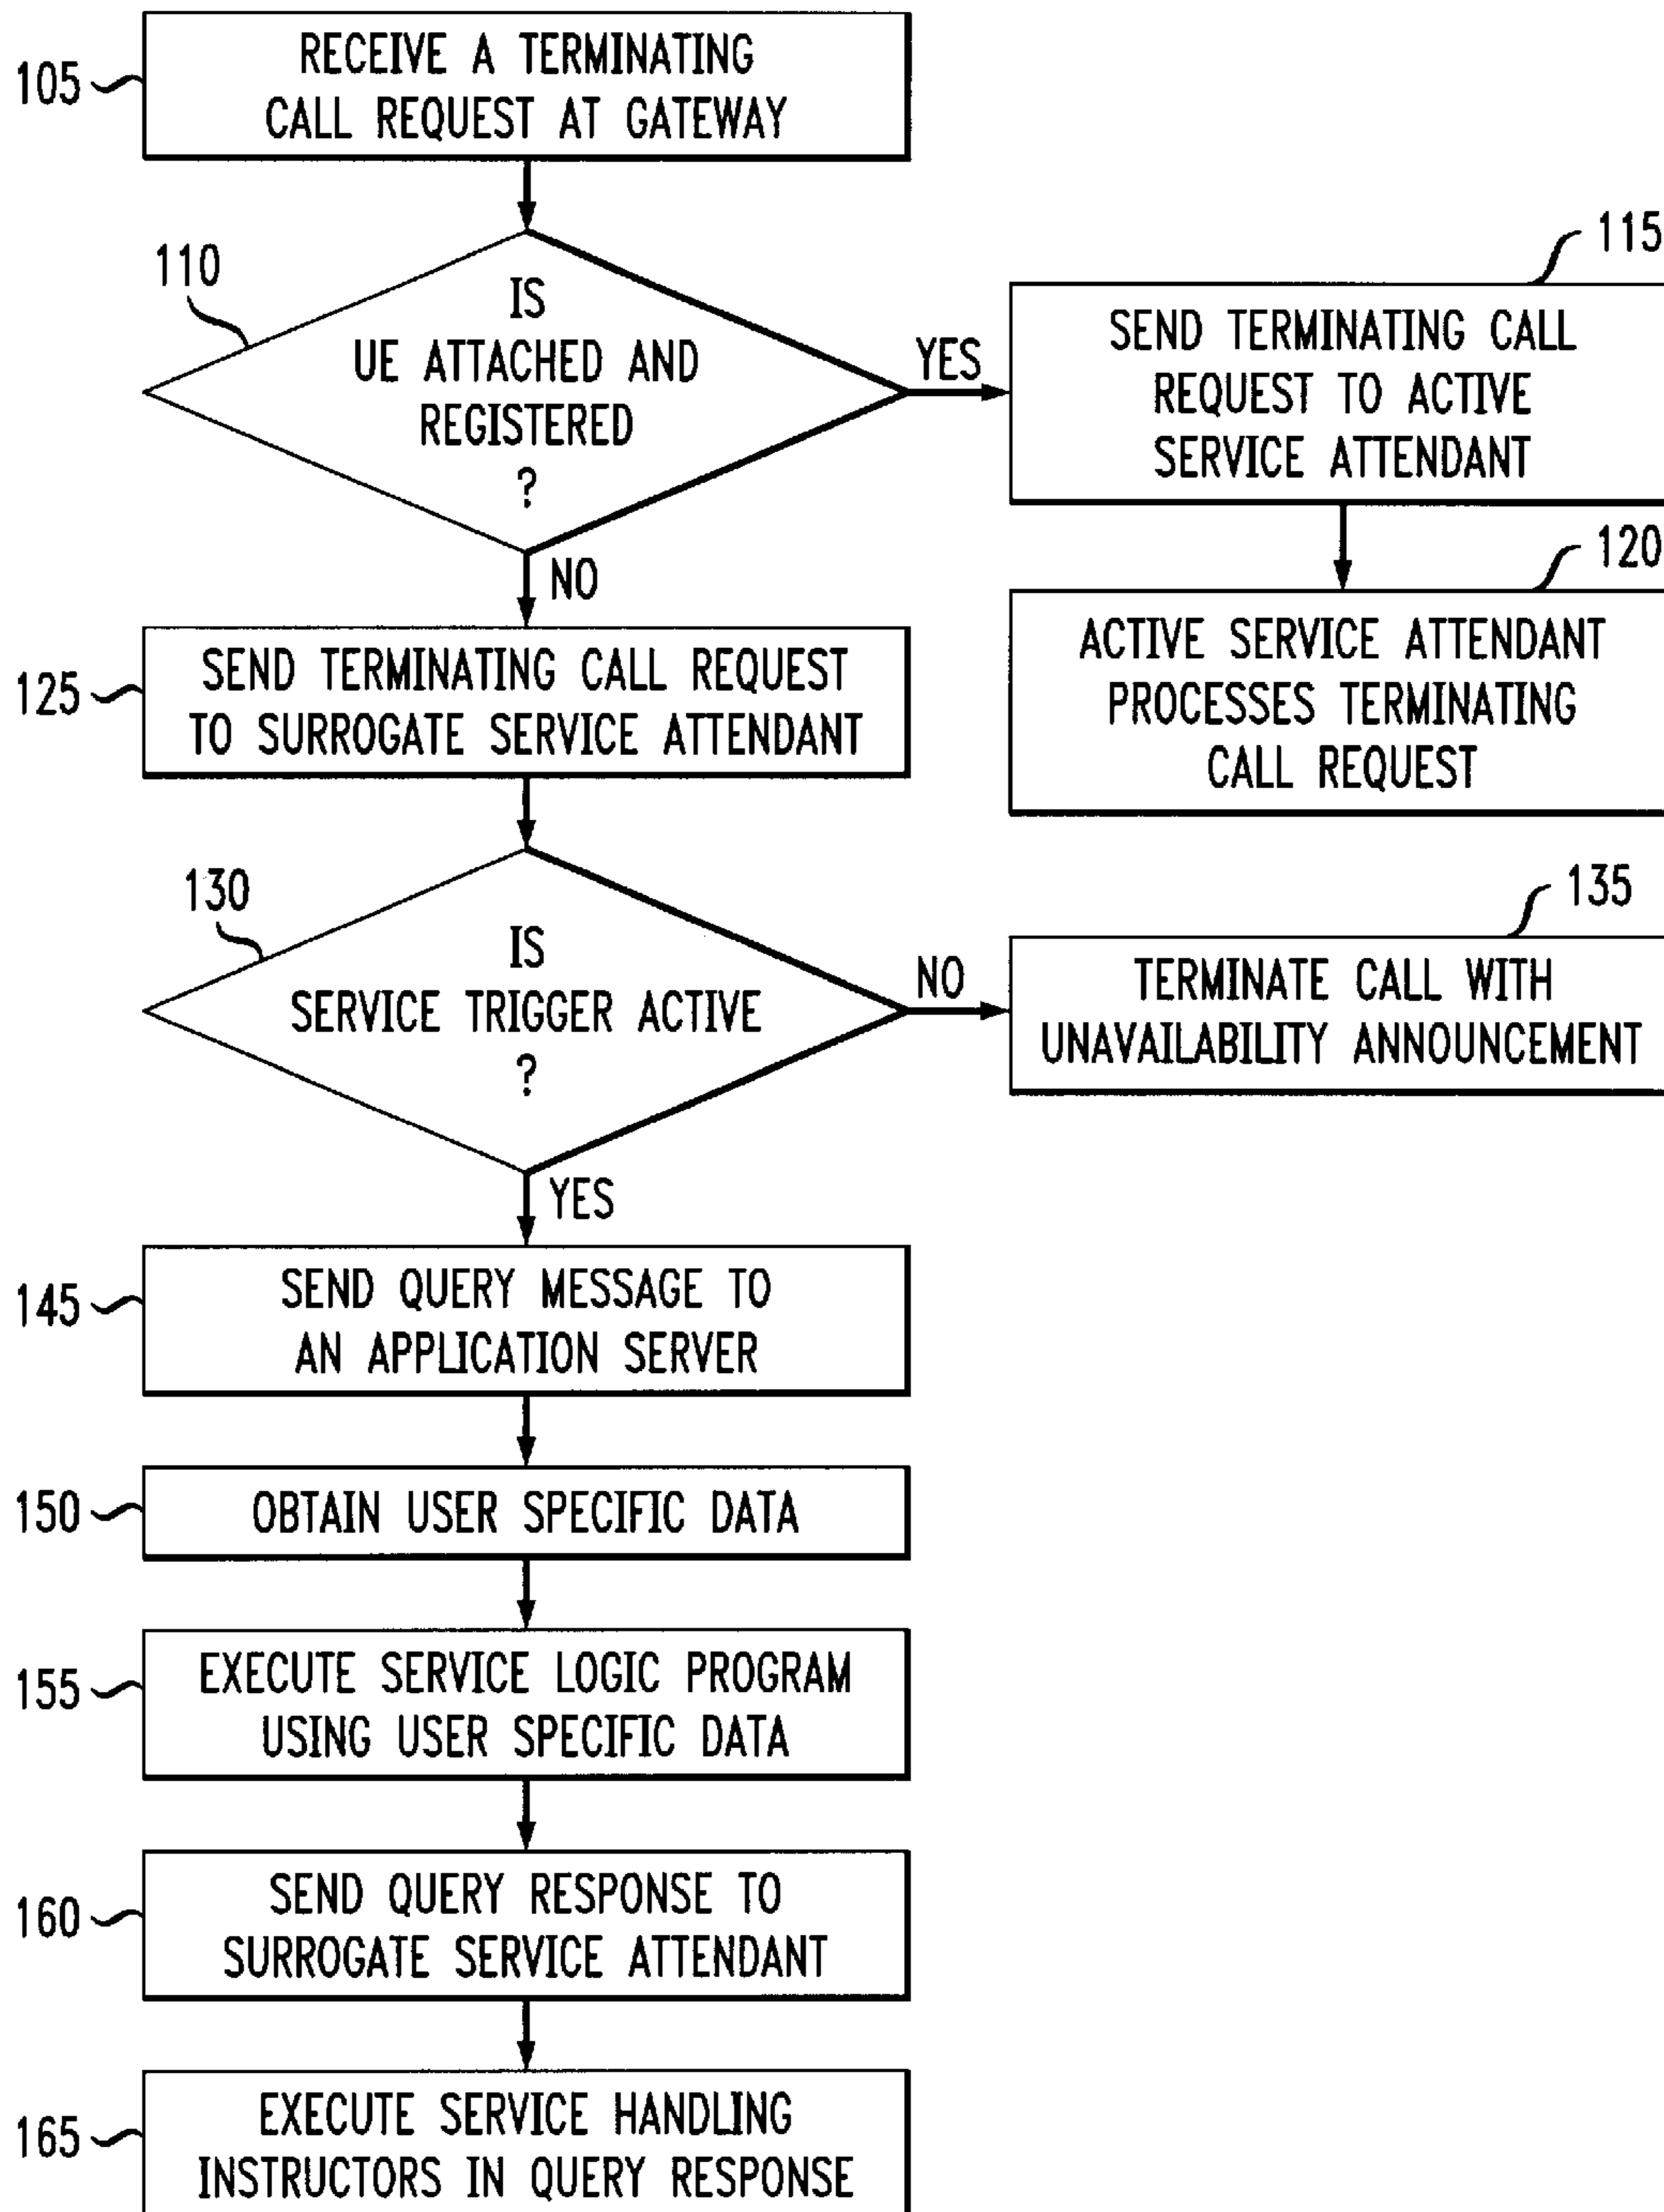 105
RECEIVE A TERMINATING
CALL REQUEST AT GATEWAY
110
IS
UE ATTACHED AND
REGISTERED
?
YES
115
SEND TERMINATING CALL
REQUEST TO ACTIVE
SERVICE ATTENDANT
120
ACTIVE SERVICE ATTENDANT
PROCESSES TERMINATING
CALL REQUEST
NO
125
SEND TERMINATING CALL REQUEST
TO SURROGATE SERVICE ATTENDANT
130
IS
SERVICE TRIGGER ACTIVE
?
NO
135
TERMINATE CALL WITH
UNAVAILABILITY ANNOUNCEMENT
YES
145
SEND QUERY MESSAGE TO
AN APPLICATION SERVER
150
OBTAIN USER SPECIFIC DATA
155
EXECUTE SERVICE LOGIC PROGRAM
USING USER SPECIFIC DATA
160
SEND QUERY RESPONSE TO
SURROGATE SERVICE ATTENDANT
165
EXECUTE SERVICE HANDLING
INSTRUCTORS IN QUERY RESPONSE